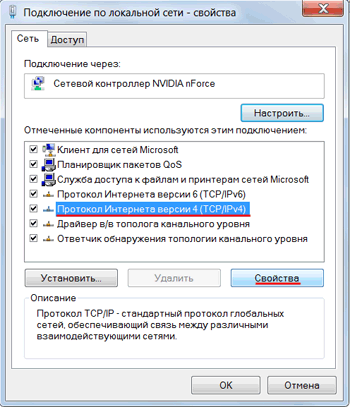 Подключение по локальной сети - свойства
Сеть Доступ
Подключение через:
Сетевой контроллер NVIDIA nForce
Настроить...
Отмеченные компоненты используются этим подключением:
Клиент для сетей Microsoft
Планировщик пакетов QoS
Служба доступа к файлам и принтерам сетей Microsoft
Протокол Интернета версии 6 (TCP/IPv6)
Протокол Интернета версии 4 (TCP/IPv4)
Драйвер в/в тополога канального уровня
Ответчик обнаружения топологии канального уровня
Установить... Удалить Свойства
Описание
Протокол TCP/IP - стандартный протокол глобальных
сетей, обеспечивающий связь между различными
взаимодействующими сетями.
ОК Отмена